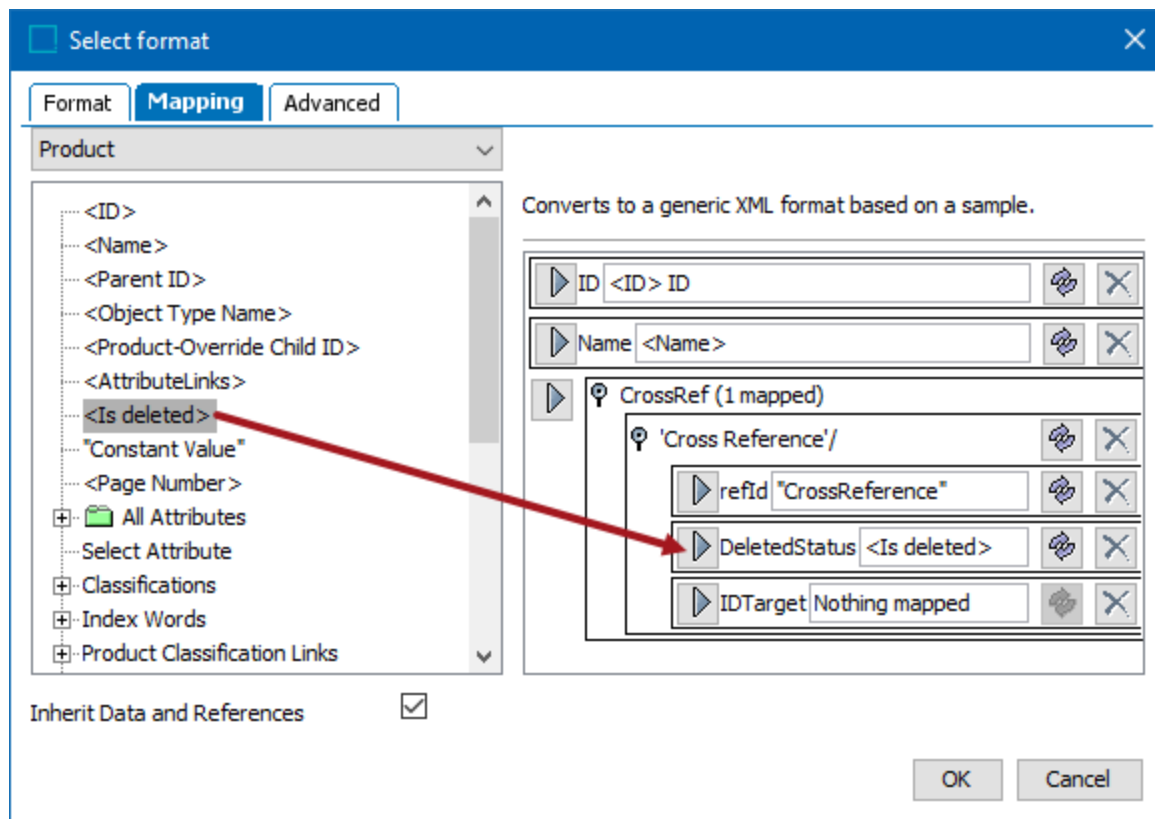 Select format
Format Mapping Advanced
Product
<ID>
<Name>
<Parent ID>
<Object Type Name>
<Product-Override Child ID>
<AttributeLinks>
<Is deleted>
"Constant Value"
<Page Number>
All Attributes
Select Attribute
Classifications
Index Words
Product Classification Links
Converts to a generic XML format based on a sample.
ID <ID> ID
Name <Name>
CrossRef (1 mapped)
'Cross Reference'/
refId "CrossReference"
DeletedStatus <Is deleted>
IDTarget Nothing mapped
Inherit Data and References
OK Cancel